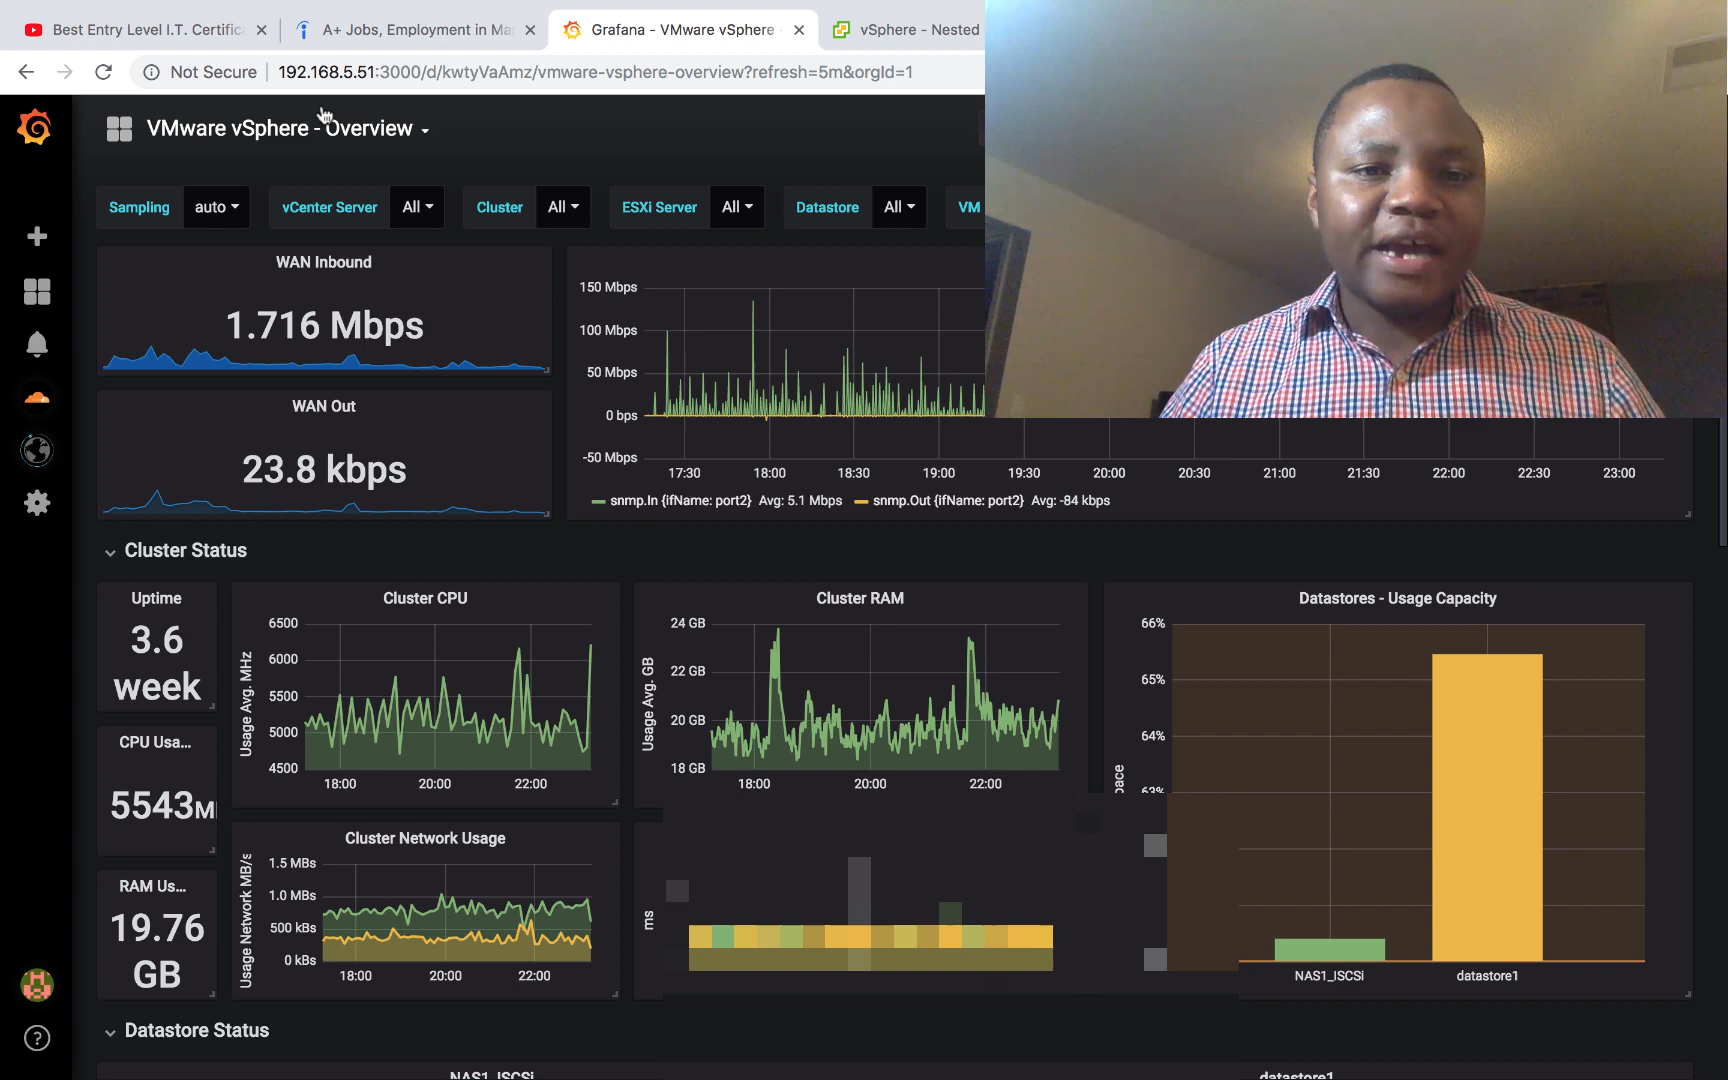 Best Entry Level I.T. Certific
A+ Jobs, Employment in Ma
Grafana - VMware vSphere
vSphere - Nested
Not Secure
192.168.5.51:3000/d/kwtyVaAmz/vmware-vsphere-overview?refresh=5m&orgId=1
VMware vSphere - Overview
Sampling auto
vCenter Server All
Cluster All
ESXi Server All
Datastore All
VM
WAN Inbound
1.716 Mbps
WAN Out
23.8 kbps
150 Mbps
100 Mbps
50 Mbps
0 bps
-50 Mbps
17:30 18:00 18:30 19:00 19:30 20:00 20:30 21:00 21:30 22:00 22:30 23:00
snmp.In {ifName: port2} Avg: 5.1 Mbps snmp.Out {ifName: port2} Avg: -84 kbps
Cluster Status
Uptime
3.6
week
CPU Usa...
5543M
RAM Us...
19.76
GB
Cluster CPU
Usage Avg. MHz
6500
6000
5500
5000
4500
18:00 20:00 22:00
Cluster RAM
Usage Avg. GB
24 GB
22 GB
20 GB
18 GB
18:00 20:00 22:00
Datastores - Usage Capacity
66%
65%
64%
63%
pace
NAS1_ISCSi datastore1
Cluster Network Usage
Usage Network MB/s
1.5 MBs
1.0 MBs
500 kBs
0 kBs
18:00 20:00 22:00
ms
Datastore Status
NAS1_ISCSi
datastore1